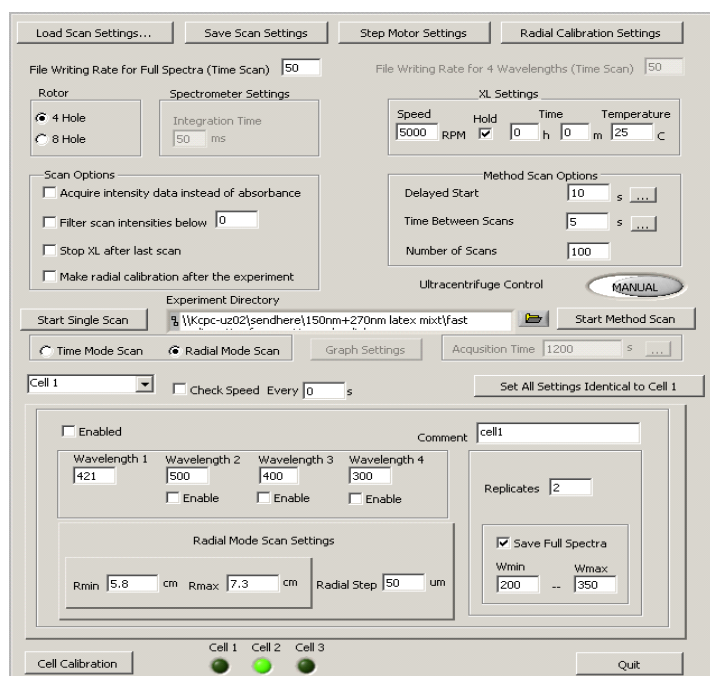 Load Scan Settings... Save Scan Settings Step Motor Settings Radial Calibration Settings
File Writing Rate for Full Spectra (Time Scan) 50 File Writing Rate for 4 Wavelengths (Time Scan) 50
Rotor Spectrometer Settings XL Settings
4 Hole Integration Time Speed Hold Time Temperature
8 Hole 50 ms 5000 RPM 0 h 0 m 25 C
Scan Options Method Scan Options
Acquire intensity data instead of absorbance Delayed Start 10 s ...
Filter scan intensities below 0 Time Between Scans 5 s ...
Stop XL after last scan Number of Scans 100
Make radial calibration after the experiment Ultracentrifuge Control MANUAL
Experiment Directory
Start Single Scan \\Kcpc-uz02\sendhere\150nm+270nm latex mixt\fast Start Method Scan
Time Mode Scan Radial Mode Scan Graph Settings Acqusition Time 1200 s ...
Cell 1 Check Speed Every 0 s Set All Settings Identical to Cell 1
Enabled Comment cell1
Wavelength 1 Wavelength 2 Wavelength 3 Wavelength 4
421 500 400 300 Replicates 2
Enable Enable Enable
Radial Mode Scan Settings Save Full Spectra
Wmin Wmax
Rmin 5.8 cm Rmax 7.3 cm Radial Step 50 um 200 -- 350
Cell 1 Cell 2 Cell 3
Cell Calibration Quit